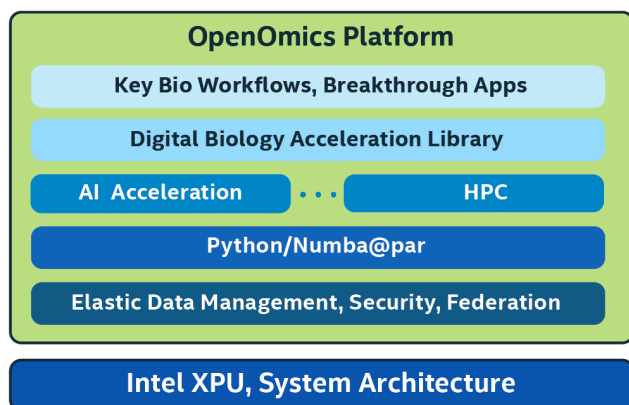 OpenOmics Platform
Key Bio Workflows, Breakthrough Apps
Digital Biology Acceleration Library
AI Acceleration ... HPC
Python/Numba@par
Elastic Data Management, Security, Federation
Intel XPU, System Architecture